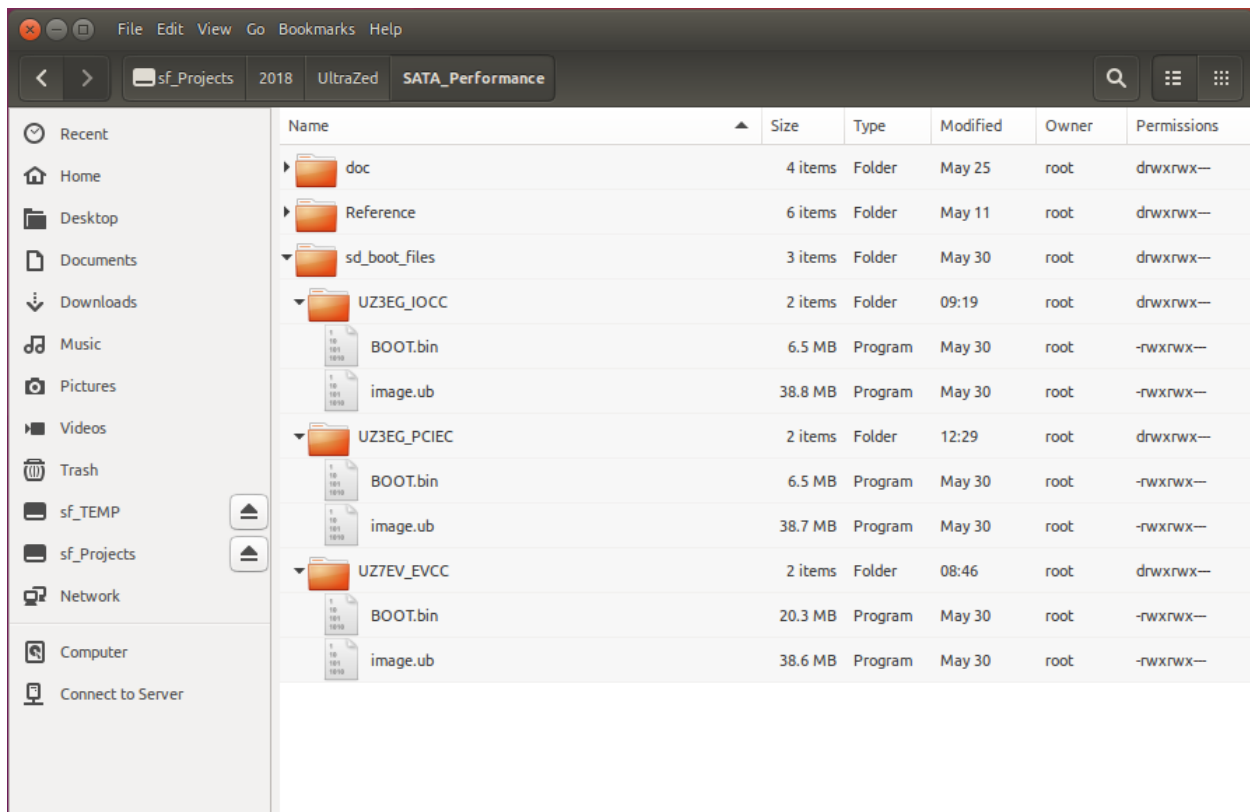 File Edit View Go Bookmarks Help
sf_Projects 2018 UltraZed SATA_Performance
Recent
Home
Desktop
Documents
Downloads
Music
Pictures
Videos
Trash
sf_TEMP
sf_Projects
Network
Computer
Connect to Server
Name Size Type Modified Owner Permissions
doc 4 items Folder May 25 root drwxrwx---
Reference 6 items Folder May 11 root drwxrwx---
sd_boot_files 3 items Folder May 30 root drwxrwx---
UZ3EG_IOCC 2 items Folder 09:19 root drwxrwx---
BOOT.bin 6.5 MB Program May 30 root -rwxrwx---
image.ub 38.8 MB Program May 30 root -rwxrwx---
UZ3EG_PCIEC 2 items Folder 12:29 root drwxrwx---
BOOT.bin 6.5 MB Program May 30 root -rwxrwx---
image.ub 38.7 MB Program May 30 root -rwxrwx---
UZ7EV_EVCC 2 items Folder 08:46 root drwxrwx---
BOOT.bin 20.3 MB Program May 30 root -rwxrwx---
image.ub 38.6 MB Program May 30 root -rwxrwx---